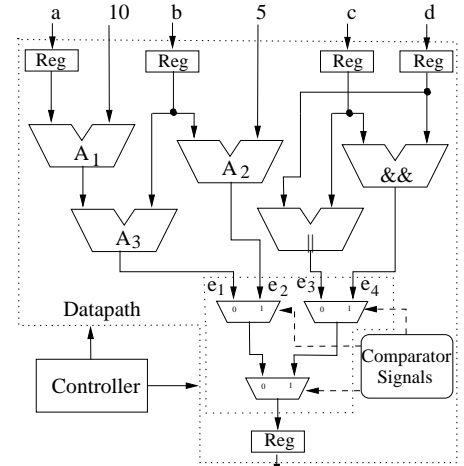 a 10 b 5 c d
Reg Reg Reg Reg
A1 A2 &&
A3 ||
e1 e2 e3 e4
0 1 0 1
Datapath
Comparator
Signals
Controller
0 1
Reg